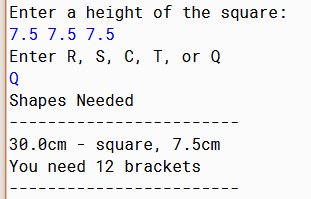 Enter a height of the square:
7.5 7.5 7.5
Enter R, S, C, T, or Q
Q
Shapes Needed
------------------------
30.0cm - square, 7.5cm
You need 12 brackets
------------------------